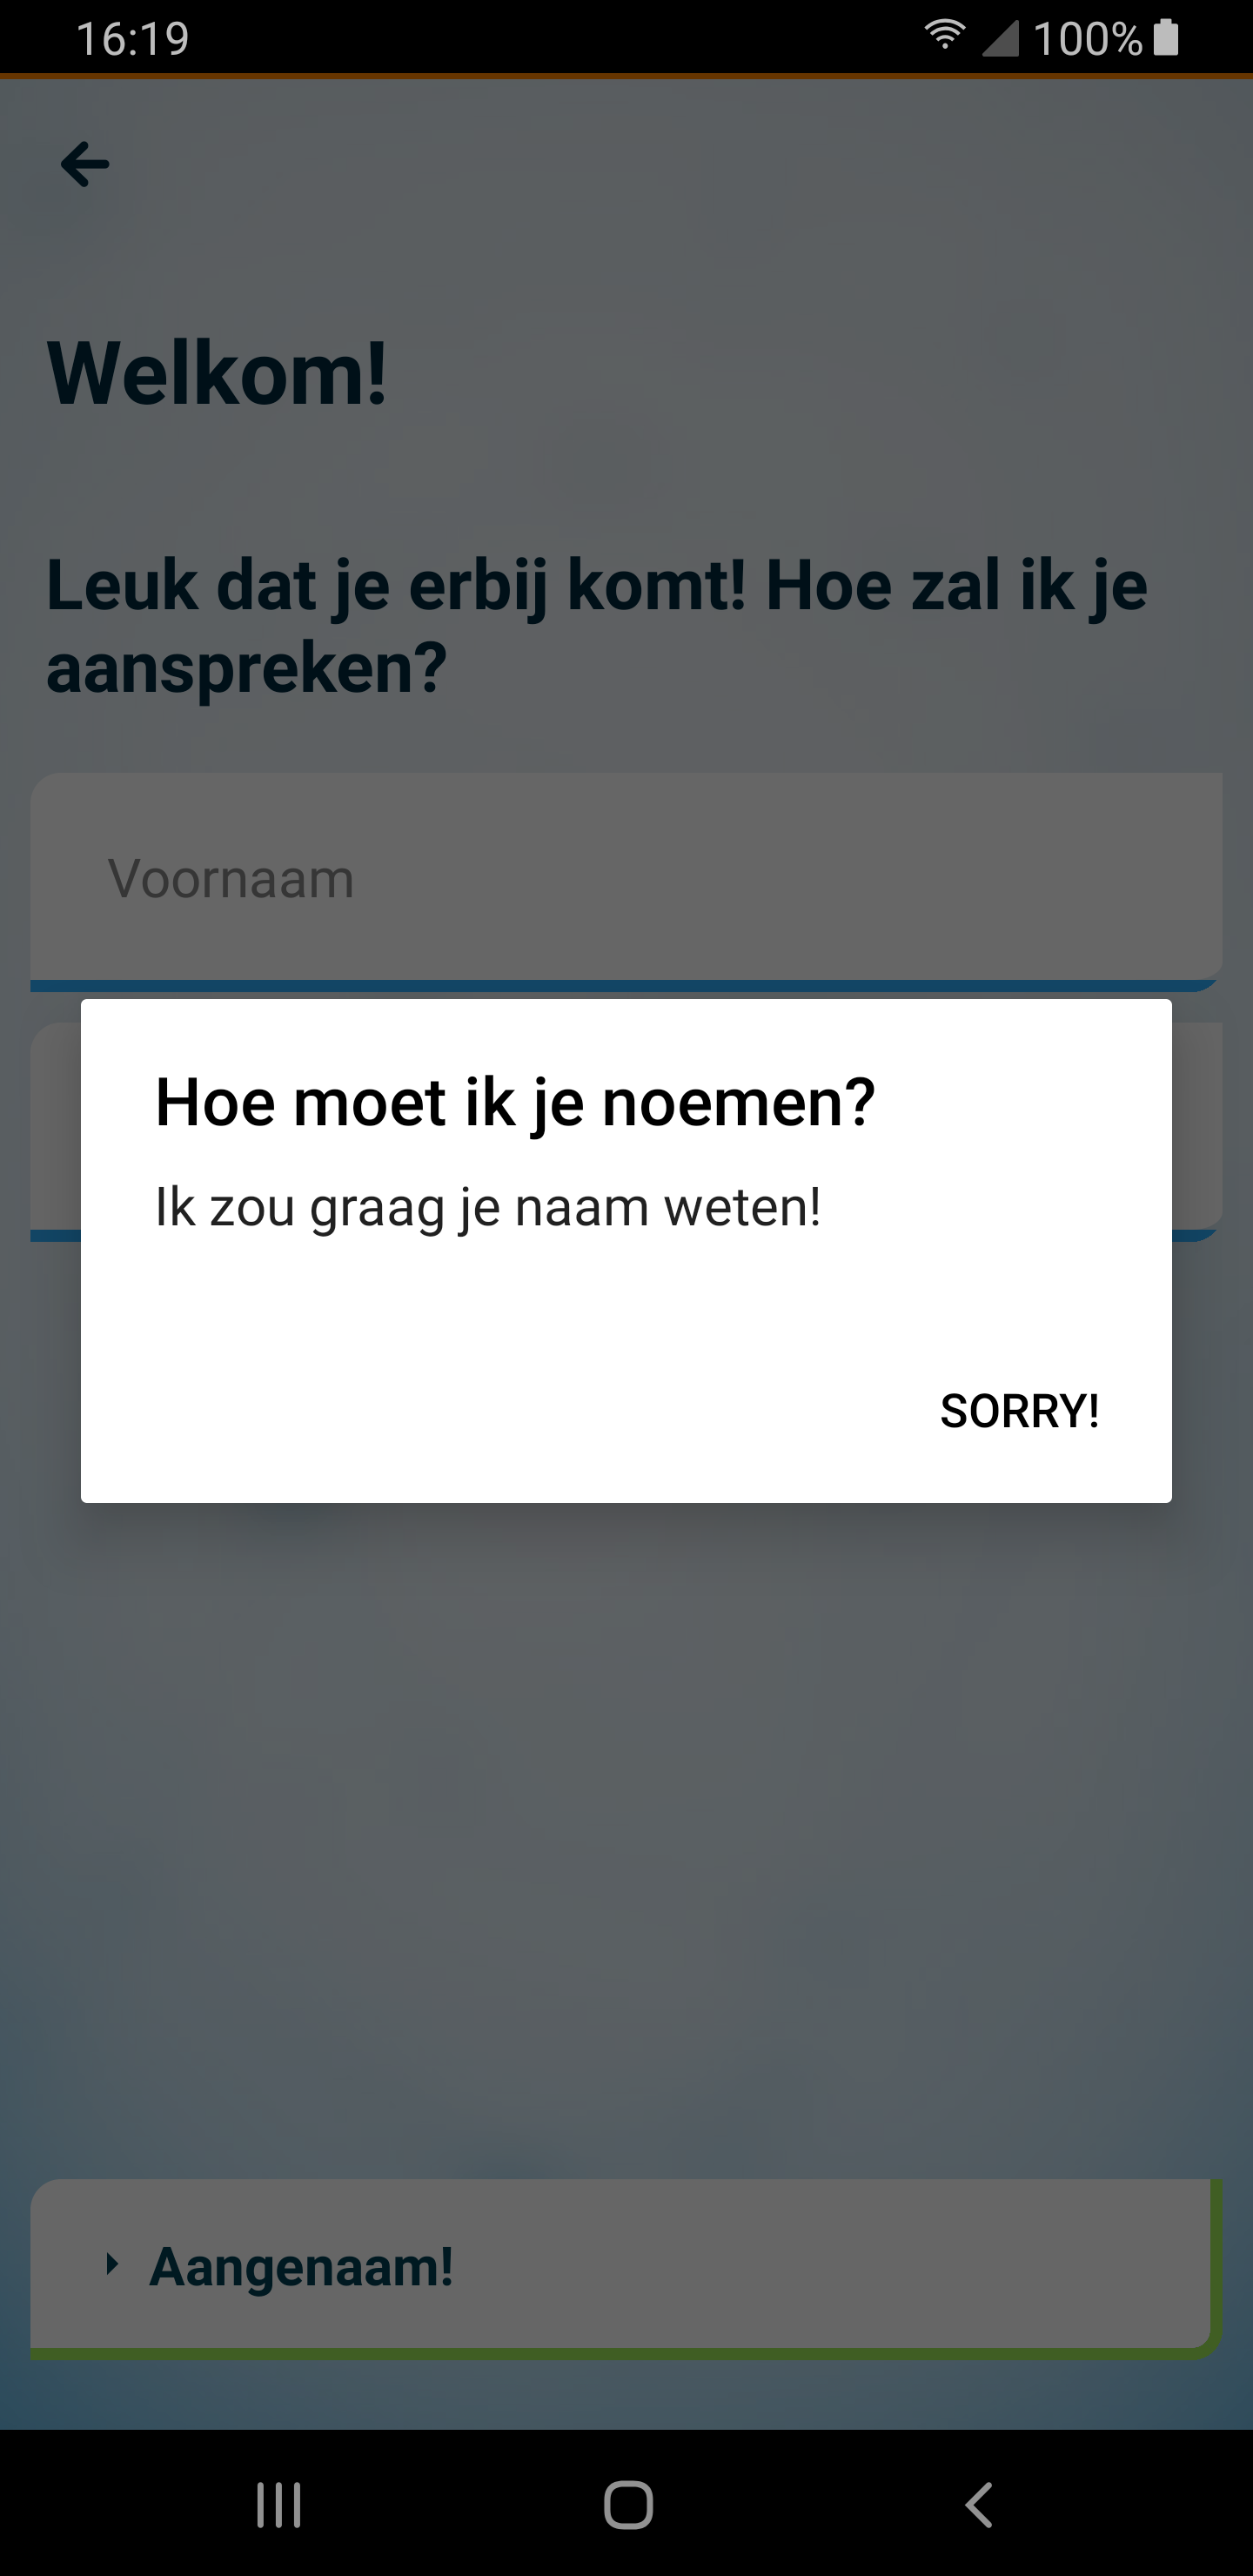 16:19
100%
Welkom!
Leuk dat je erbij komt! Hoe zal ik je
aanspreken?
Voornaam
Hoe moet ik je noemen?
Ik zou graag je naam weten!
SORRY!
Aangenaam!